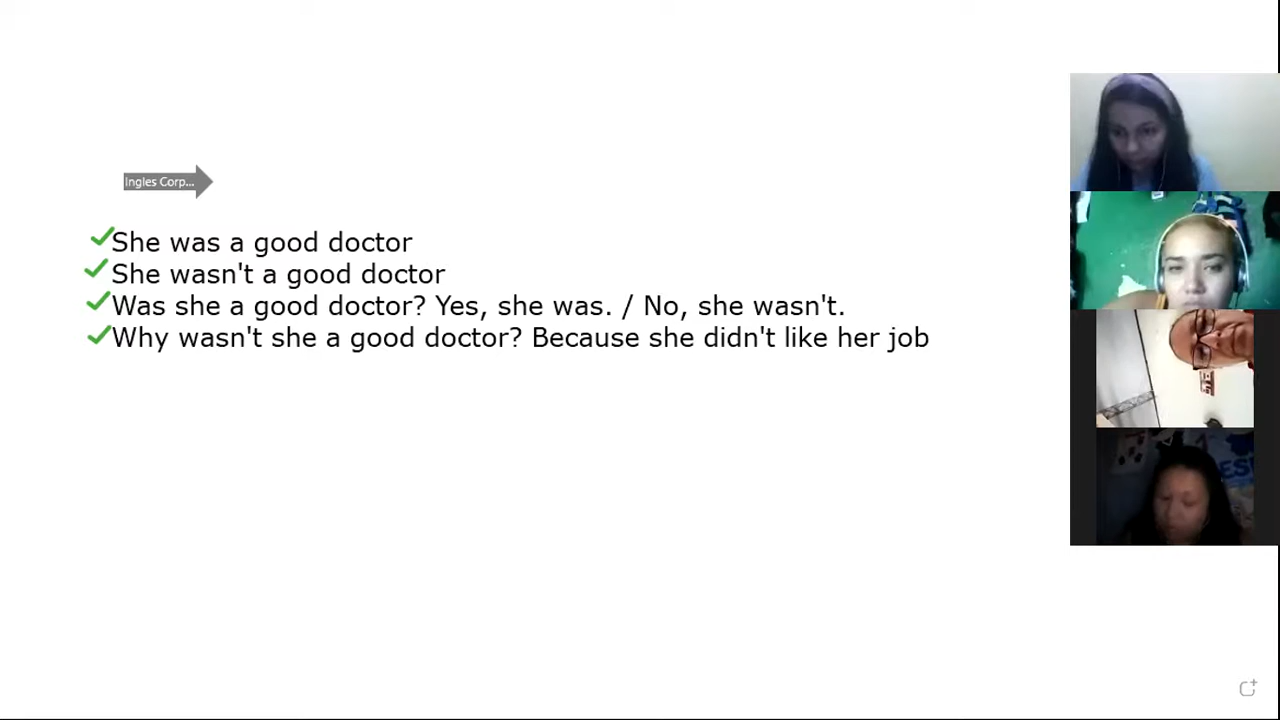 Ingles Corp...
She was a good doctor
She wasn't a good doctor
Was she a good doctor? Yes, she was. / No, she wasn't.
Why wasn't she a good doctor? Because she didn't like her job